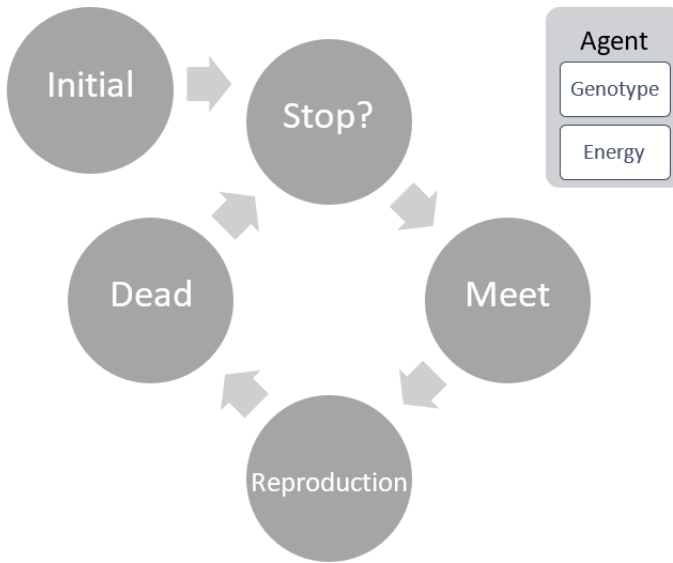 Initial
Stop?
Agent
Genotype
Energy
Dead
Meet
Reproduction